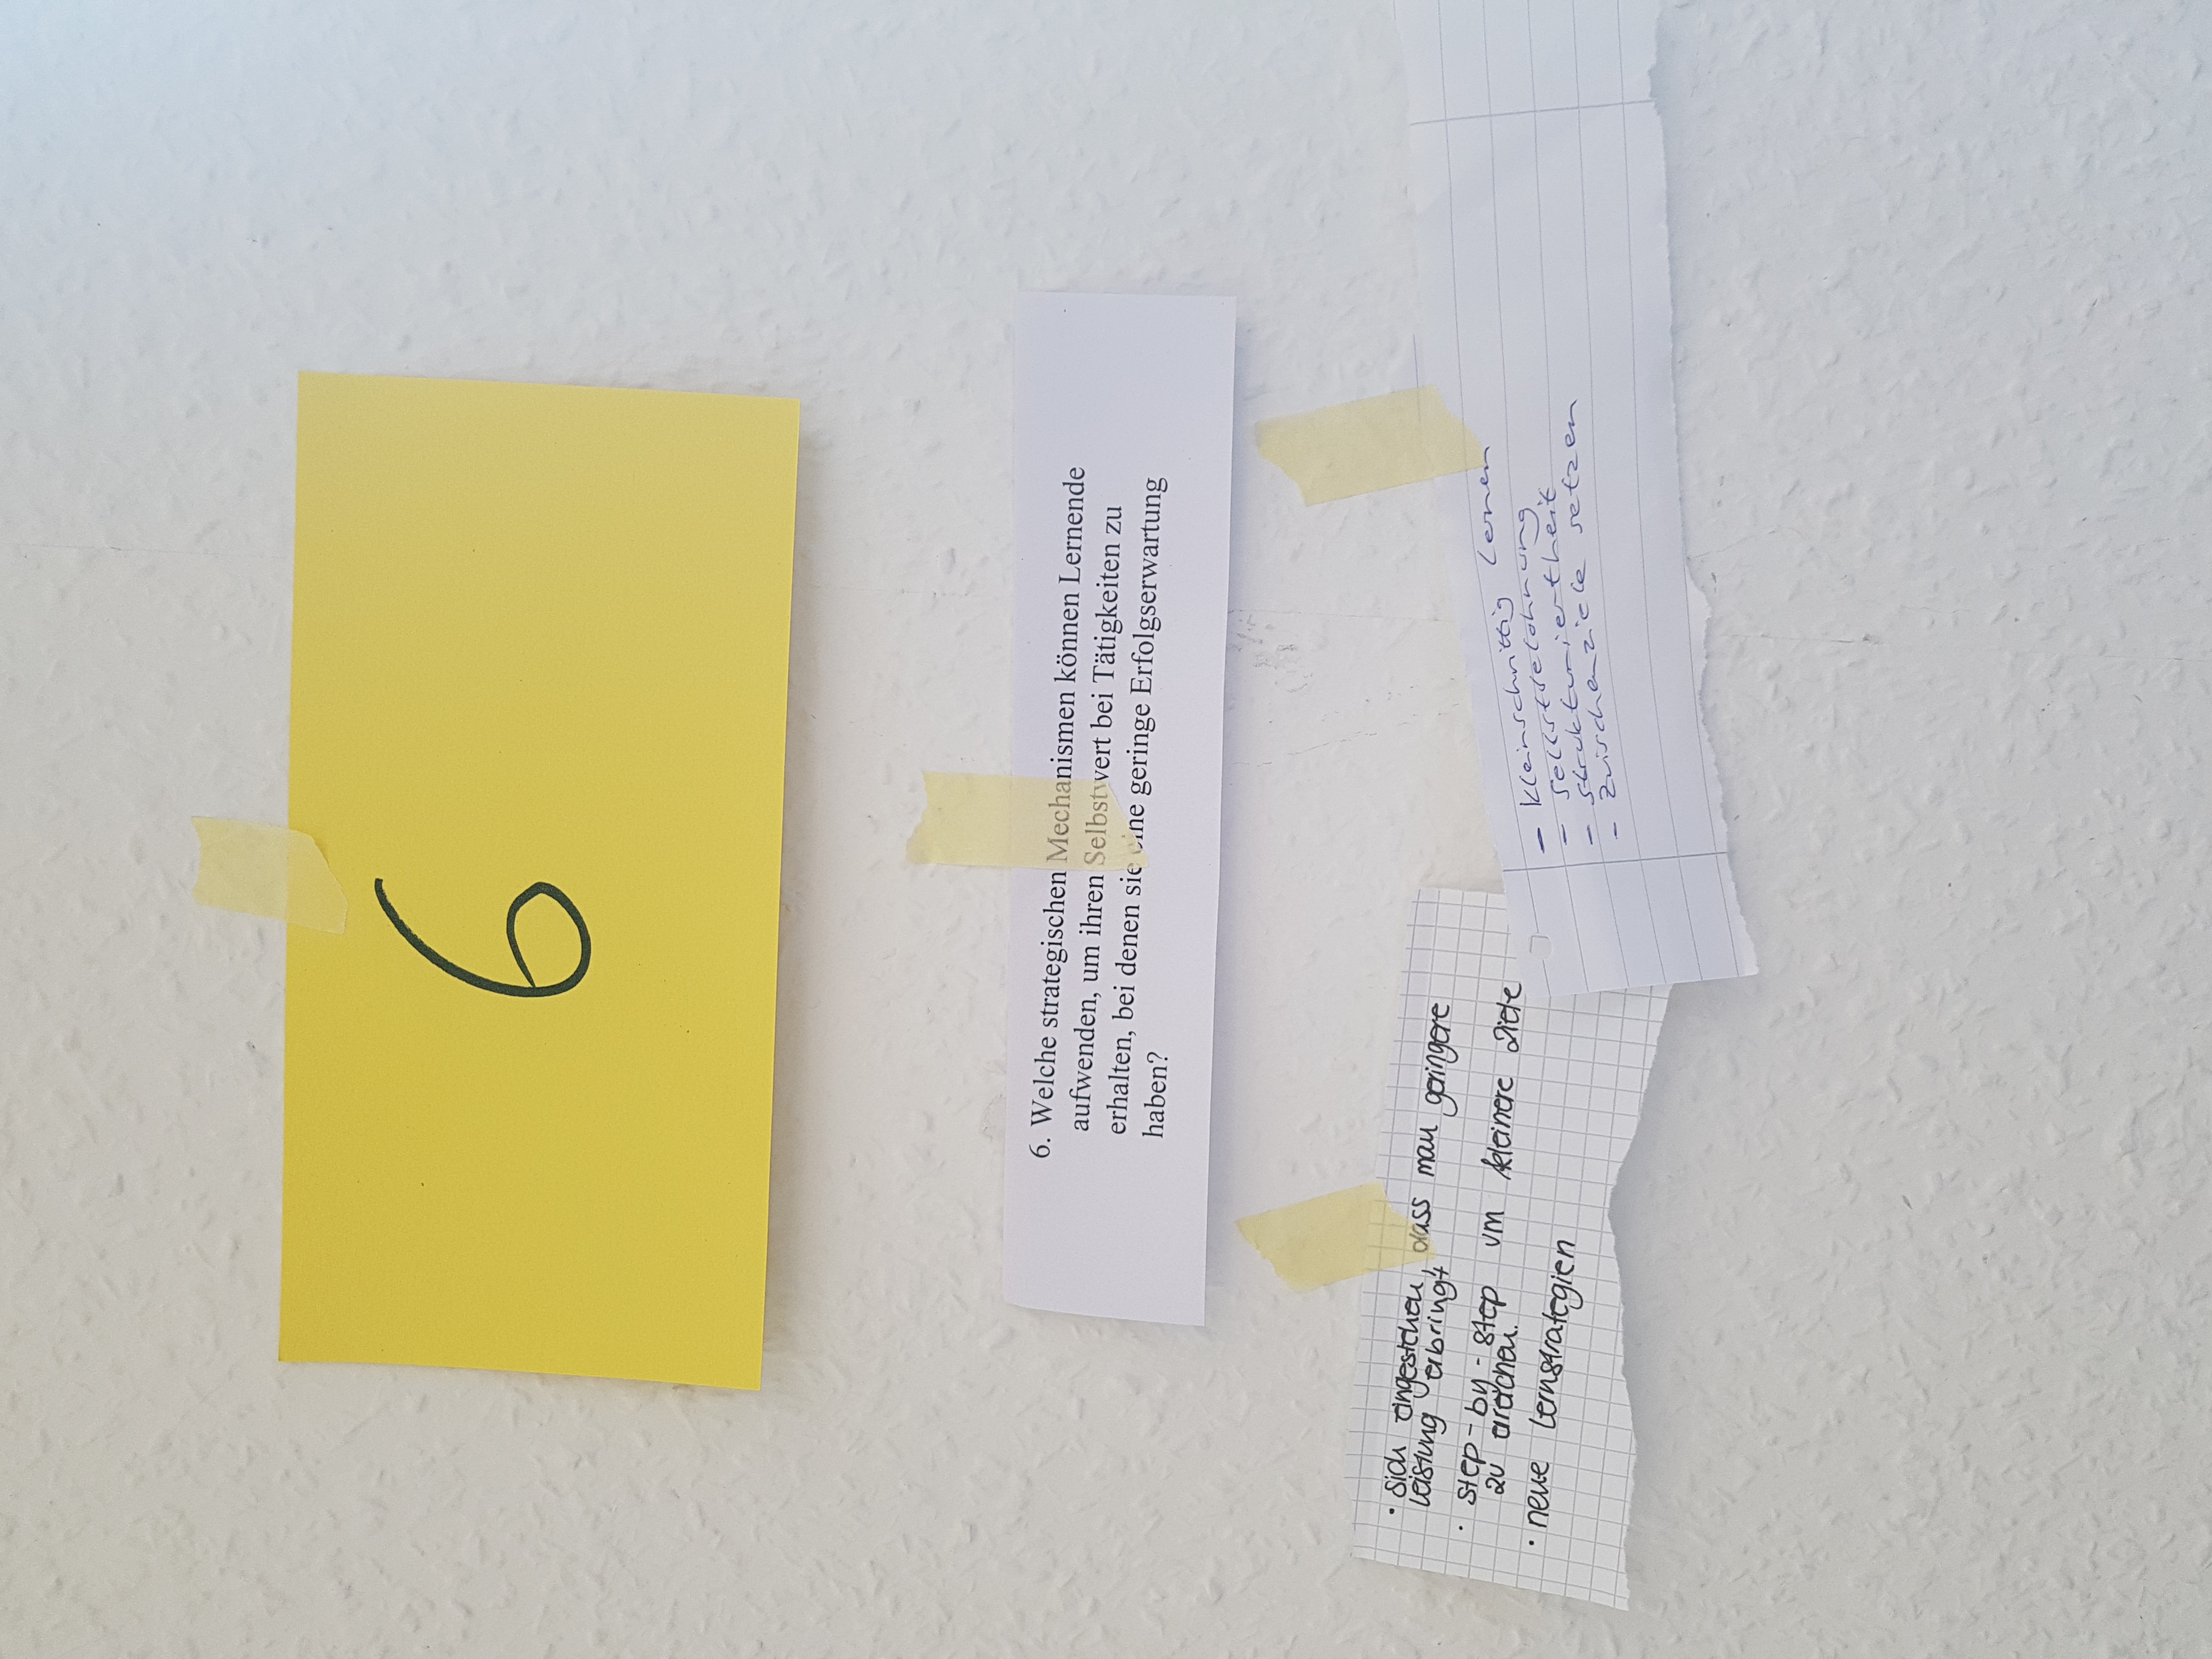 6
6. Welche strategischen Mechanismen können Lernende
aufwenden, um ihren Selbstwert bei Tätigkeiten zu
erhalten, bei denen sie eine geringe Erfolgserwartung
haben?
• sich eingestehen, dass man geringere
Leistung erbringt
• step-by-step um kleinere Ziele
zu erreichen.
• neue Lernstrategien
- kleinschrittig lernen
- Selbstbelohnung
- Strukturiertheit
- Zwischenziele setzen